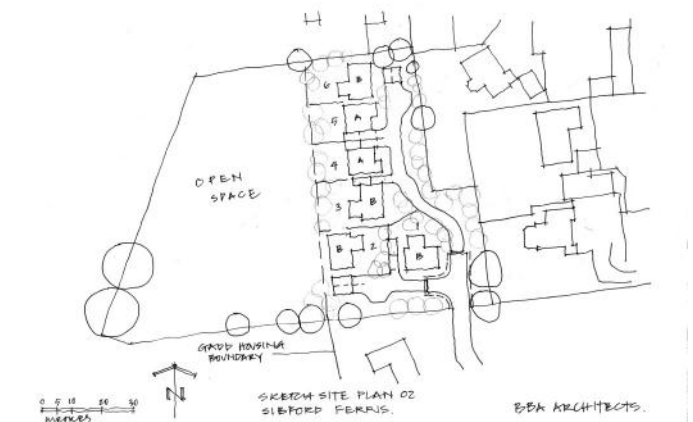 6 B
5 A
4 A
3 B
B 2 1
B
OPEN
SPACE
GADD HOUSING
BOUNDARY
N
0 5 10 20 30
metres
SKETCH SITE PLAN 02
SIBFORD FERRIS.
BBA ARCHITECTS.